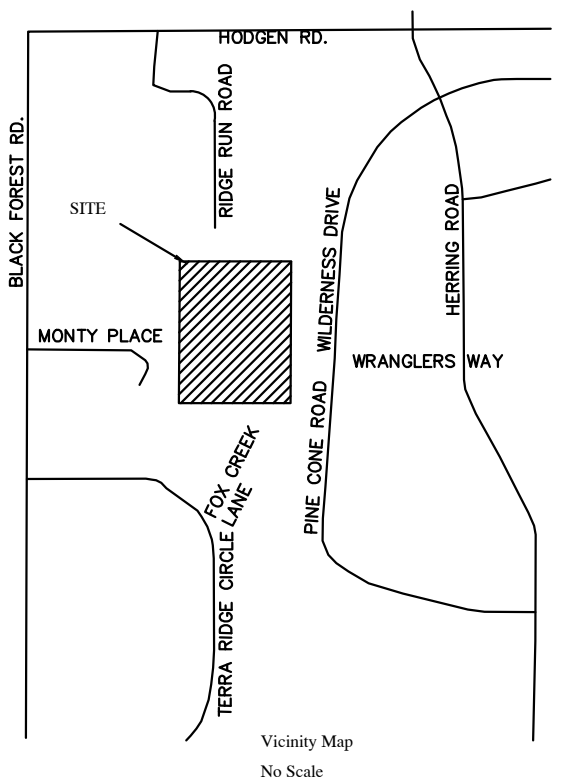 HODGEN RD.
RIDGE RUN ROAD
BLACK FOREST RD.
SITE
WILDERNESS DRIVE
HERRING ROAD
MONTY PLACE
WRANGLERS WAY
PINE CONE ROAD
FOX CREEK
LANE
TERRA RIDGE CIRCLE
Vicinity Map
No Scale